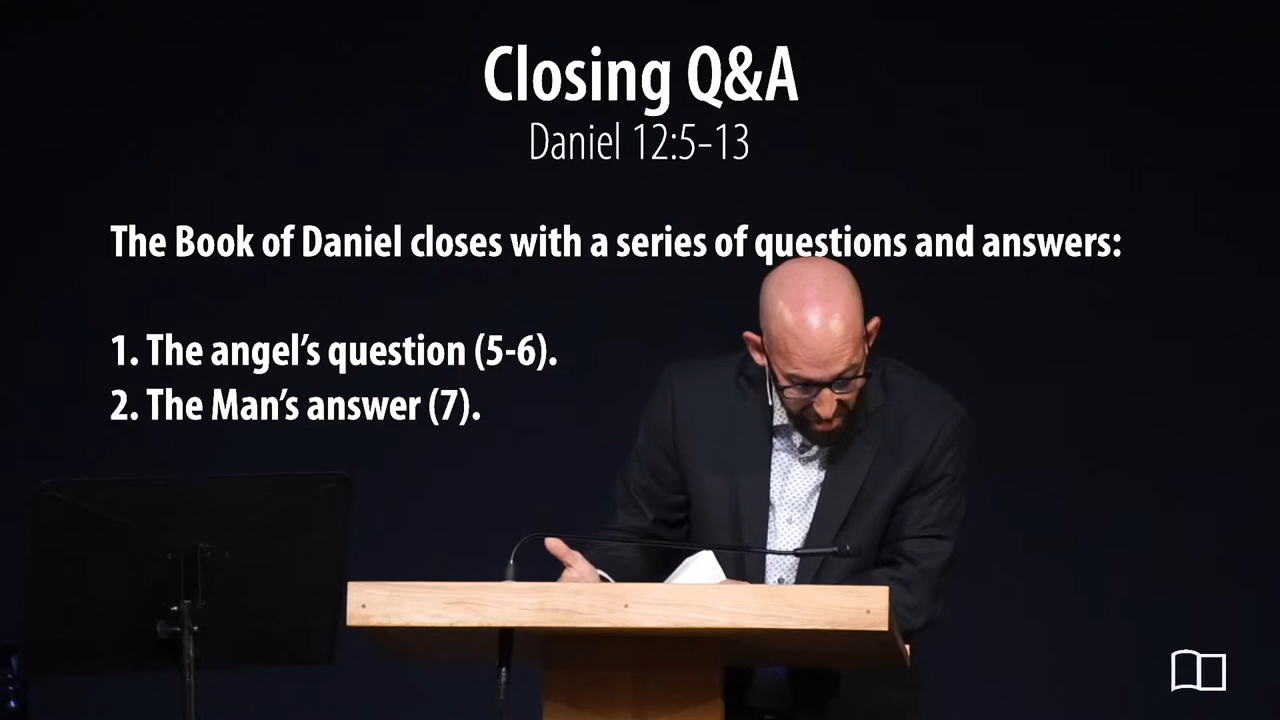 Closing Q&A
Daniel 12:5–13
The Book of Daniel closes with a series of questions and answers:
1. The angel’s question (5-6).
2. The Man’s answer (7).